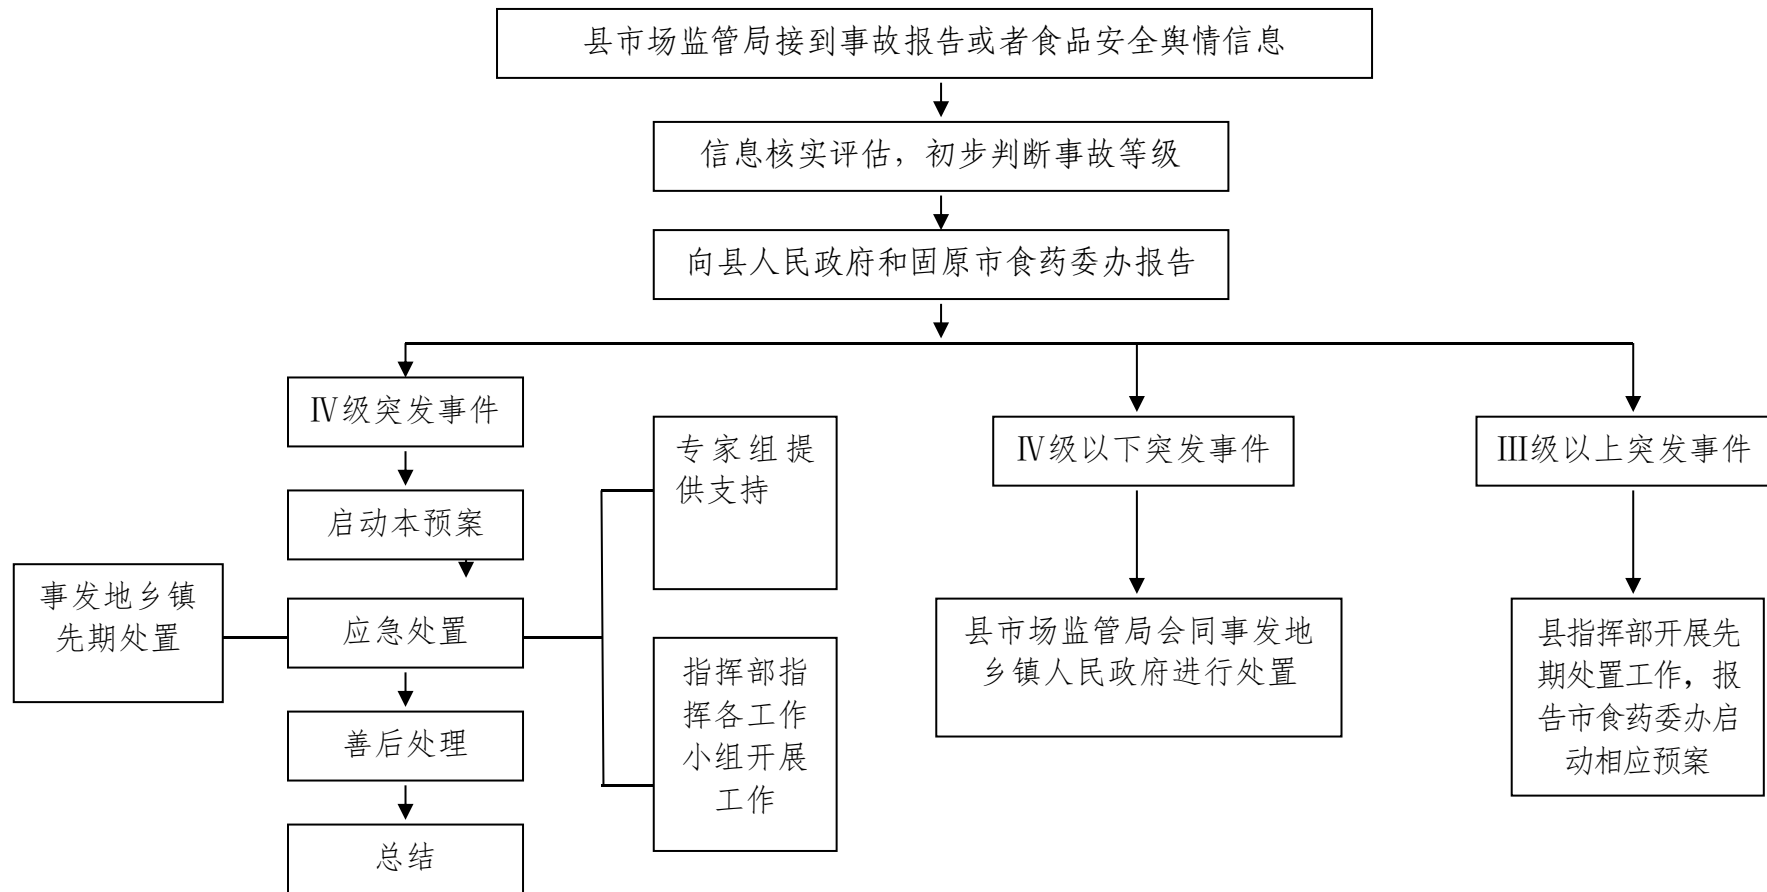 县市场监管局接到事故报告或者食品安全舆情信息
信息核实评估，初步判断事故等级
向县人民政府和固原市食药委办报告
Ⅳ级突发事件
启动本预案
事发地乡镇
先期处置
应急处置
善后处理
总结
专家组提
供支持
指挥部指
挥各工作
小组开展
工作
Ⅳ级以下突发事件
县市场监管局会同事发地
乡镇人民政府进行处置
Ⅲ级以上突发事件
县指挥部开展先
期处置工作，报
告市食药委办启
动相应预案